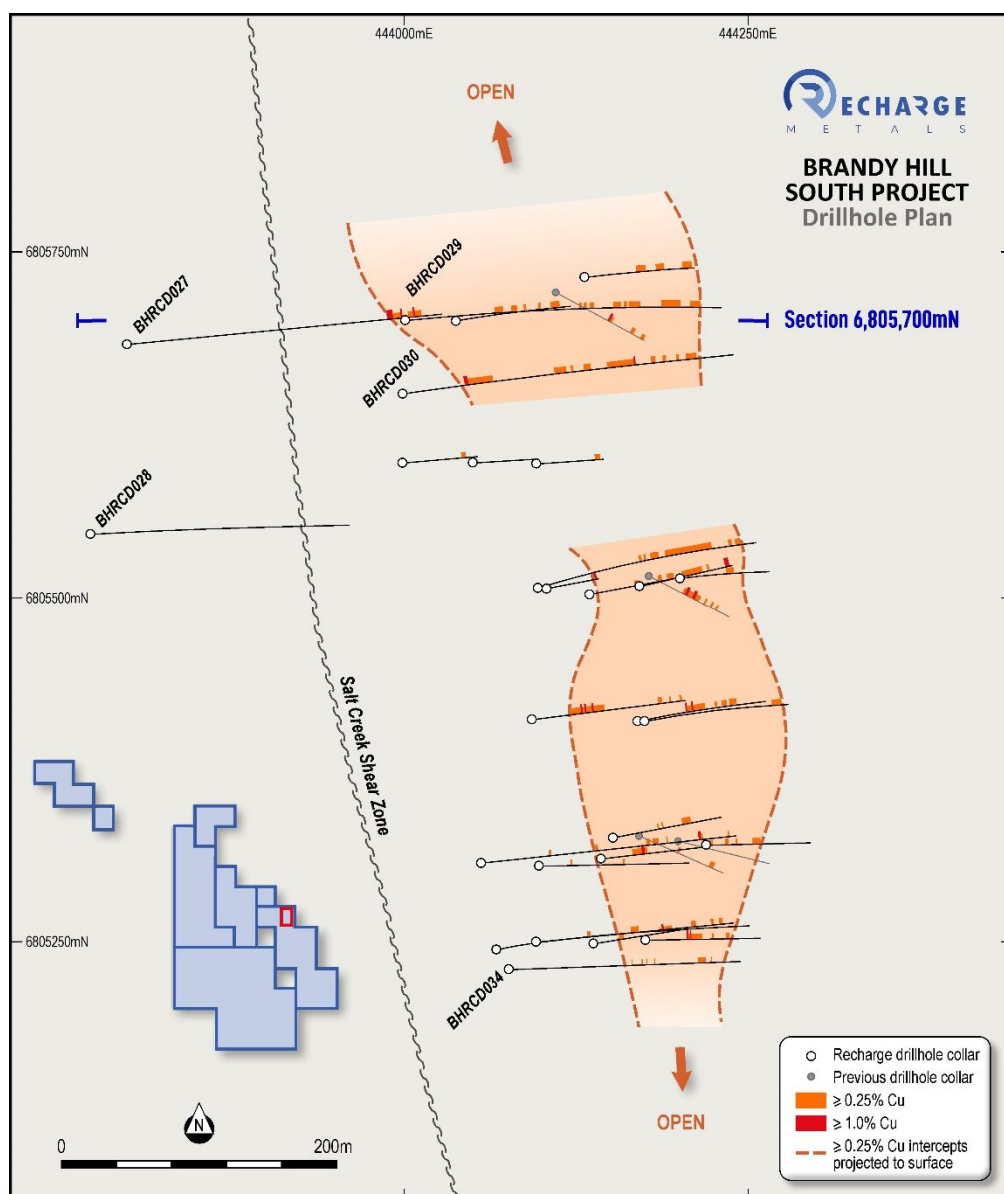 444000mE
444250mE
OPEN
RECHARGE
METALS
BRANDY HILL
SOUTH PROJECT
Drillhole Plan
6805750mN
BHRCD027
BHRCD029
Section 6,805,700mN
BHRCD030
BHRCD028
6805500mN
Salt Creek Shear Zone
6805250mN
BHRCD034
OPEN
N
0
200m
Recharge drillhole collar
Previous drillhole collar
≥ 0.25% Cu
≥ 1.0% Cu
≥ 0.25% Cu intercepts
projected to surface